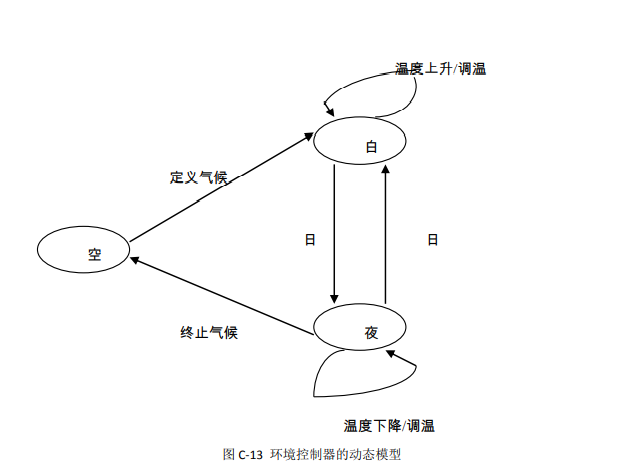 温度上升/调温
白
定义气候
日
日
空
终止气候
夜
温度下降/调温
图 C-13 环境控制器的动态模型